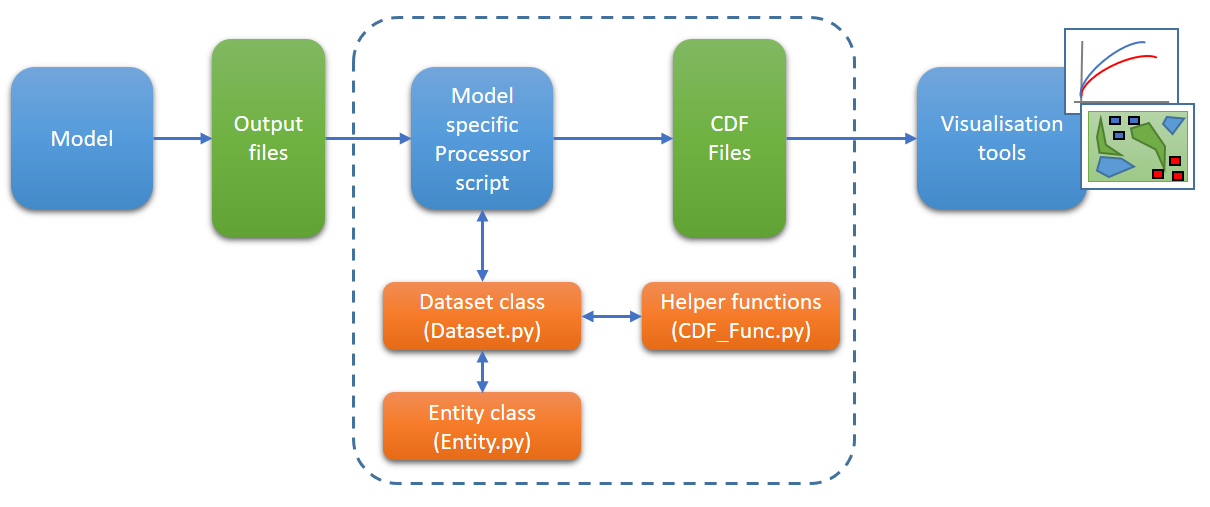 Model
Output
files
Model
specific
Processor
script
CDF
Files
Visualisation
tools
Dataset class
(Dataset.py)
Helper functions
(CDF_Func.py)
Entity class
(Entity.py)